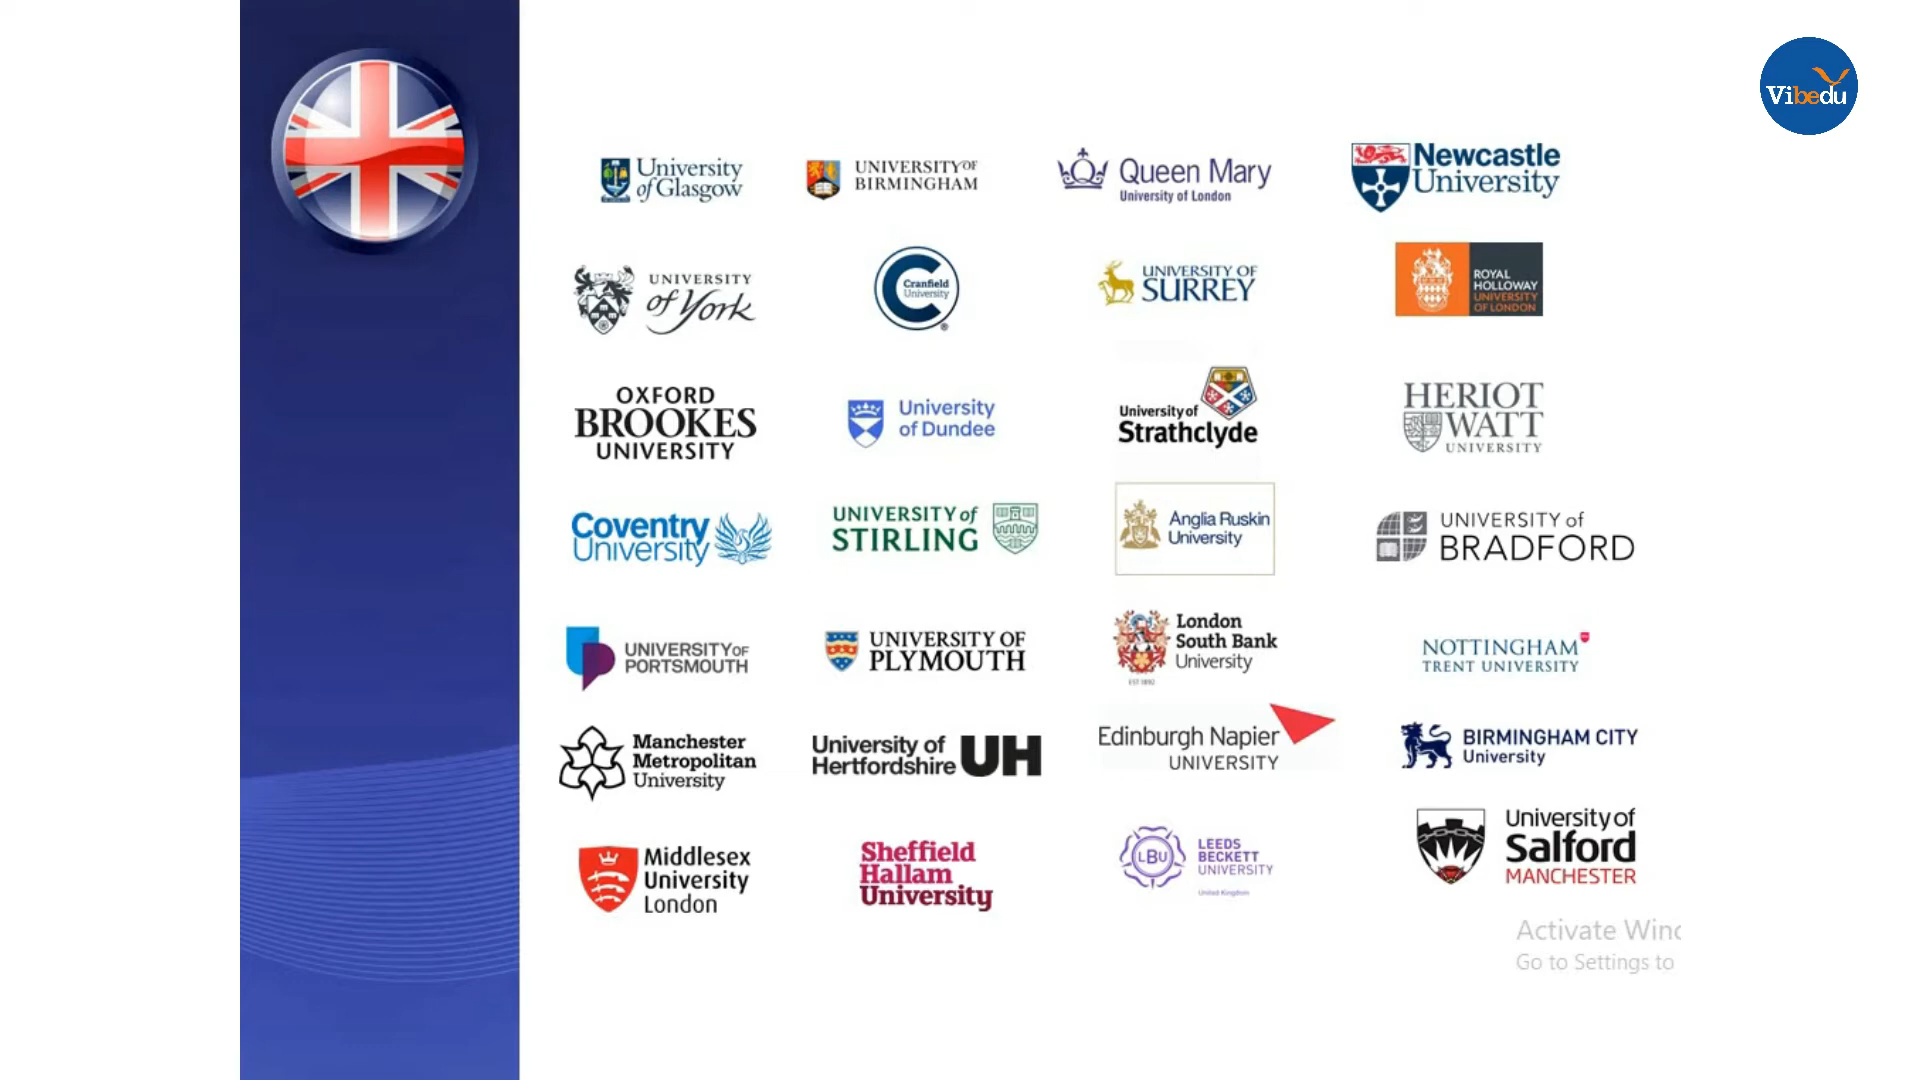 Vibedu
University
of Glasgow
UNIVERSITY OF
BIRMINGHAM
Queen Mary
University of London
Newcastle
University
UNIVERSITY
of York
Cranfield
University
®
UNIVERSITY OF
SURREY
ROYAL
HOLLOWAY
UNIVERSITY
OF LONDON
OXFORD
BROOKES
UNIVERSITY
University
of Dundee
University of
Strathclyde
HERIOT
WATT
UNIVERSITY
Coventry
University
UNIVERSITY of
STIRLING
Anglia Ruskin
University
UNIVERSITY of
BRADFORD
UNIVERSITY OF
PORTSMOUTH
UNIVERSITY OF
PLYMOUTH
London
South Bank
University
EST 1892
NOTTINGHAM
TRENT UNIVERSITY
Manchester
Metropolitan
University
University of
Hertfordshire
UH
Edinburgh Napier
UNIVERSITY
BIRMINGHAM CITY
University
Middlesex
University
London
Sheffield
Hallam
University
LBU
LEEDS
BECKETT
UNIVERSITY
United Kingdom
University of
Salford
MANCHESTER
Activate Winc
Go to Settings to